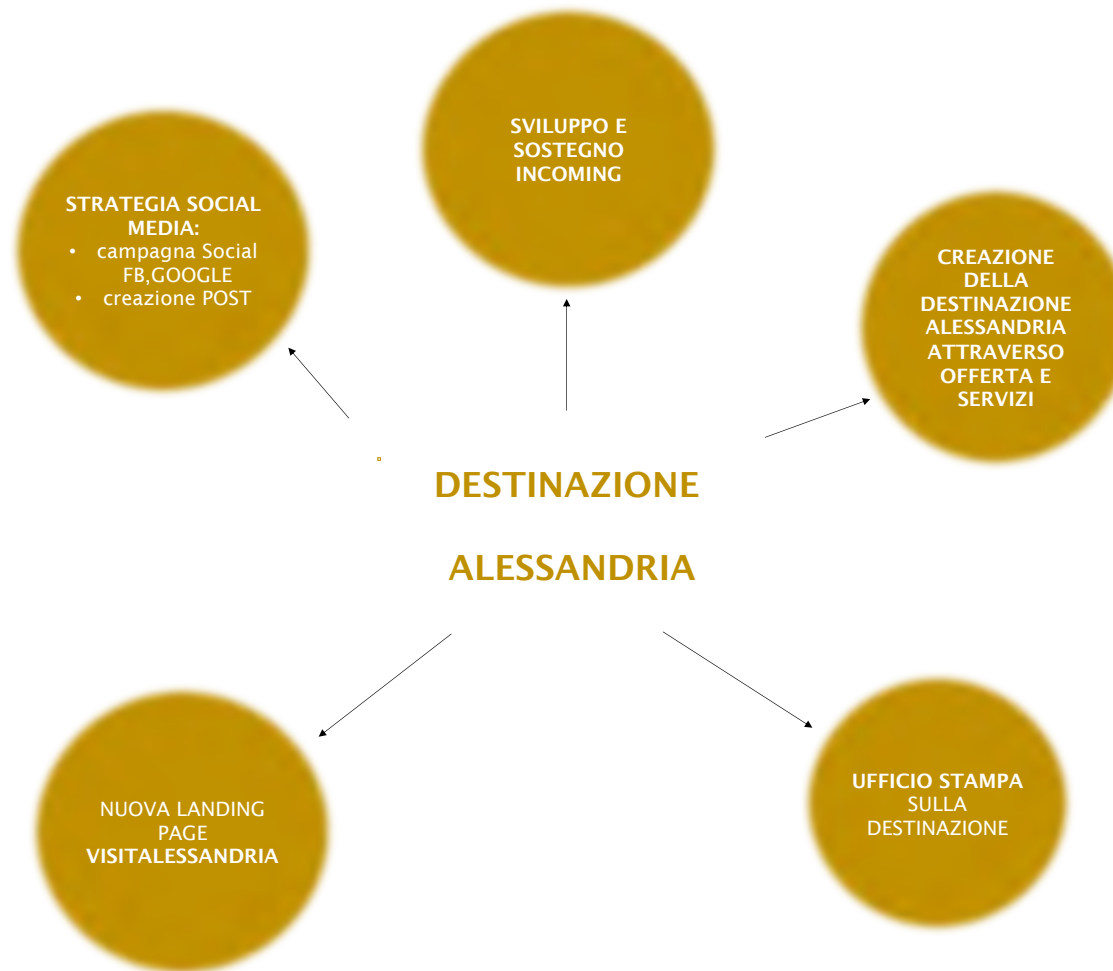 SVILUPPO E
SOSTEGNO
INCOMING
STRATEGIA SOCIAL
MEDIA:
• campagna Social
FB,GOOGLE
• creazione POST
CREAZIONE
DELLA
DESTINAZIONE
ALESSANDRIA
ATTRAVERSO
OFFERTA E
SERVIZI
DESTINAZIONE
ALESSANDRIA
NUOVA LANDING
PAGE
VISITALESSANDRIA
UFFICIO STAMPA
SULLA
DESTINAZIONE